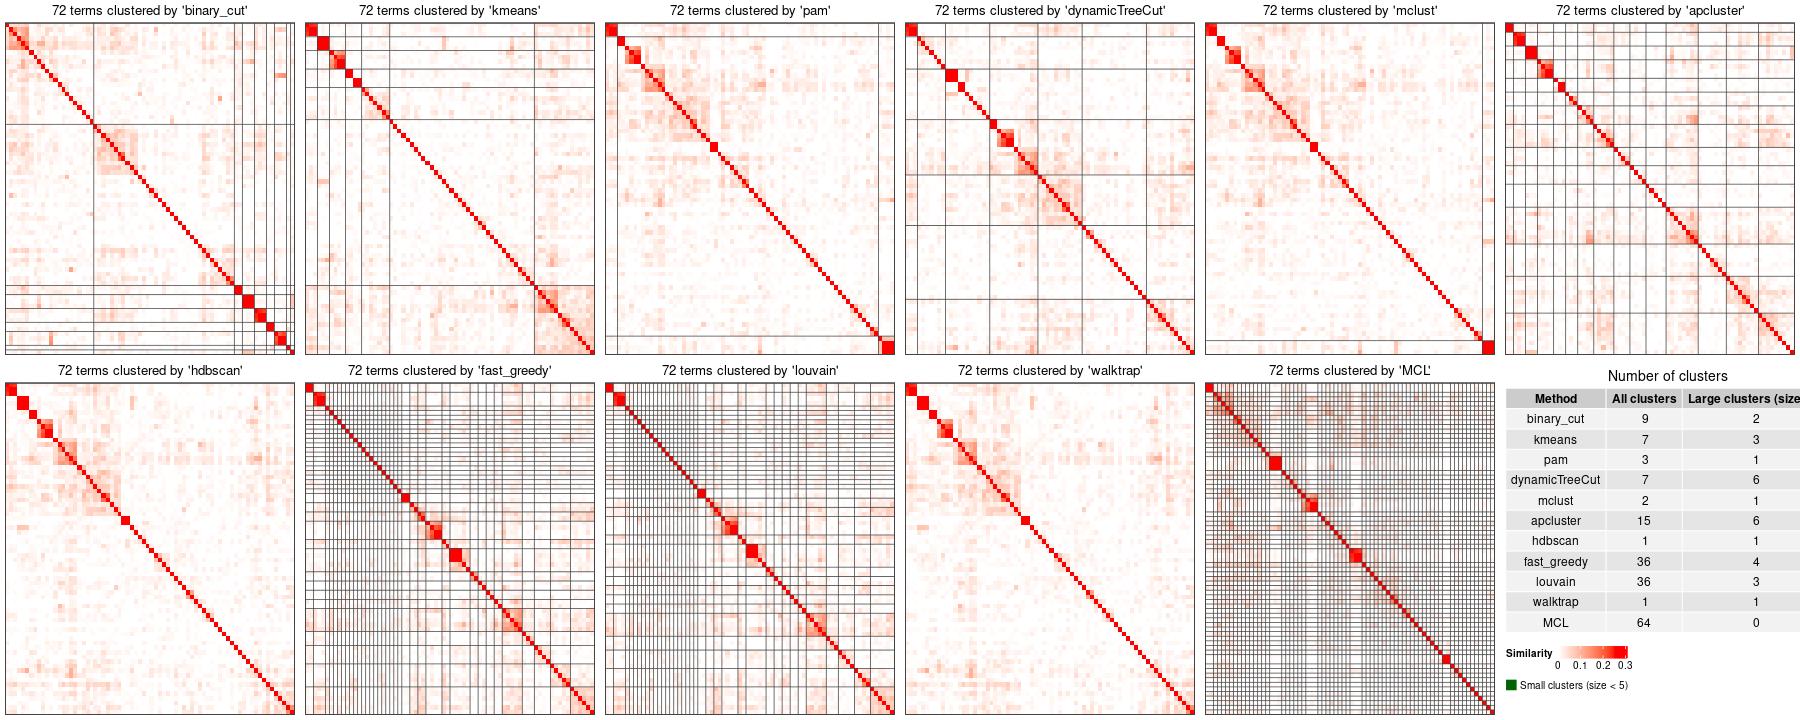 72 terms clustered by 'binary_cut'
72 terms clustered by 'kmeans'
72 terms clustered by 'pam'
72 terms clustered by 'dynamicTreeCut'
72 terms clustered by 'mclust'
72 terms clustered by 'apcluster'
72 terms clustered by 'hdbscan'
72 terms clustered by 'fast_greedy'
72 terms clustered by 'louvain'
72 terms clustered by 'walktrap'
72 terms clustered by 'MCL'
Number of clusters
Method All clusters Large clusters (size
binary_cut 9 2
kmeans 7 3
pam 3 1
dynamicTreeCut 7 6
mclust 2 1
apcluster 15 6
hdbscan 1 1
fast_greedy 36 4
louvain 36 3
walktrap 1 1
MCL 64 0
Similarity
0 0.1 0.2 0.3
Small clusters (size < 5)